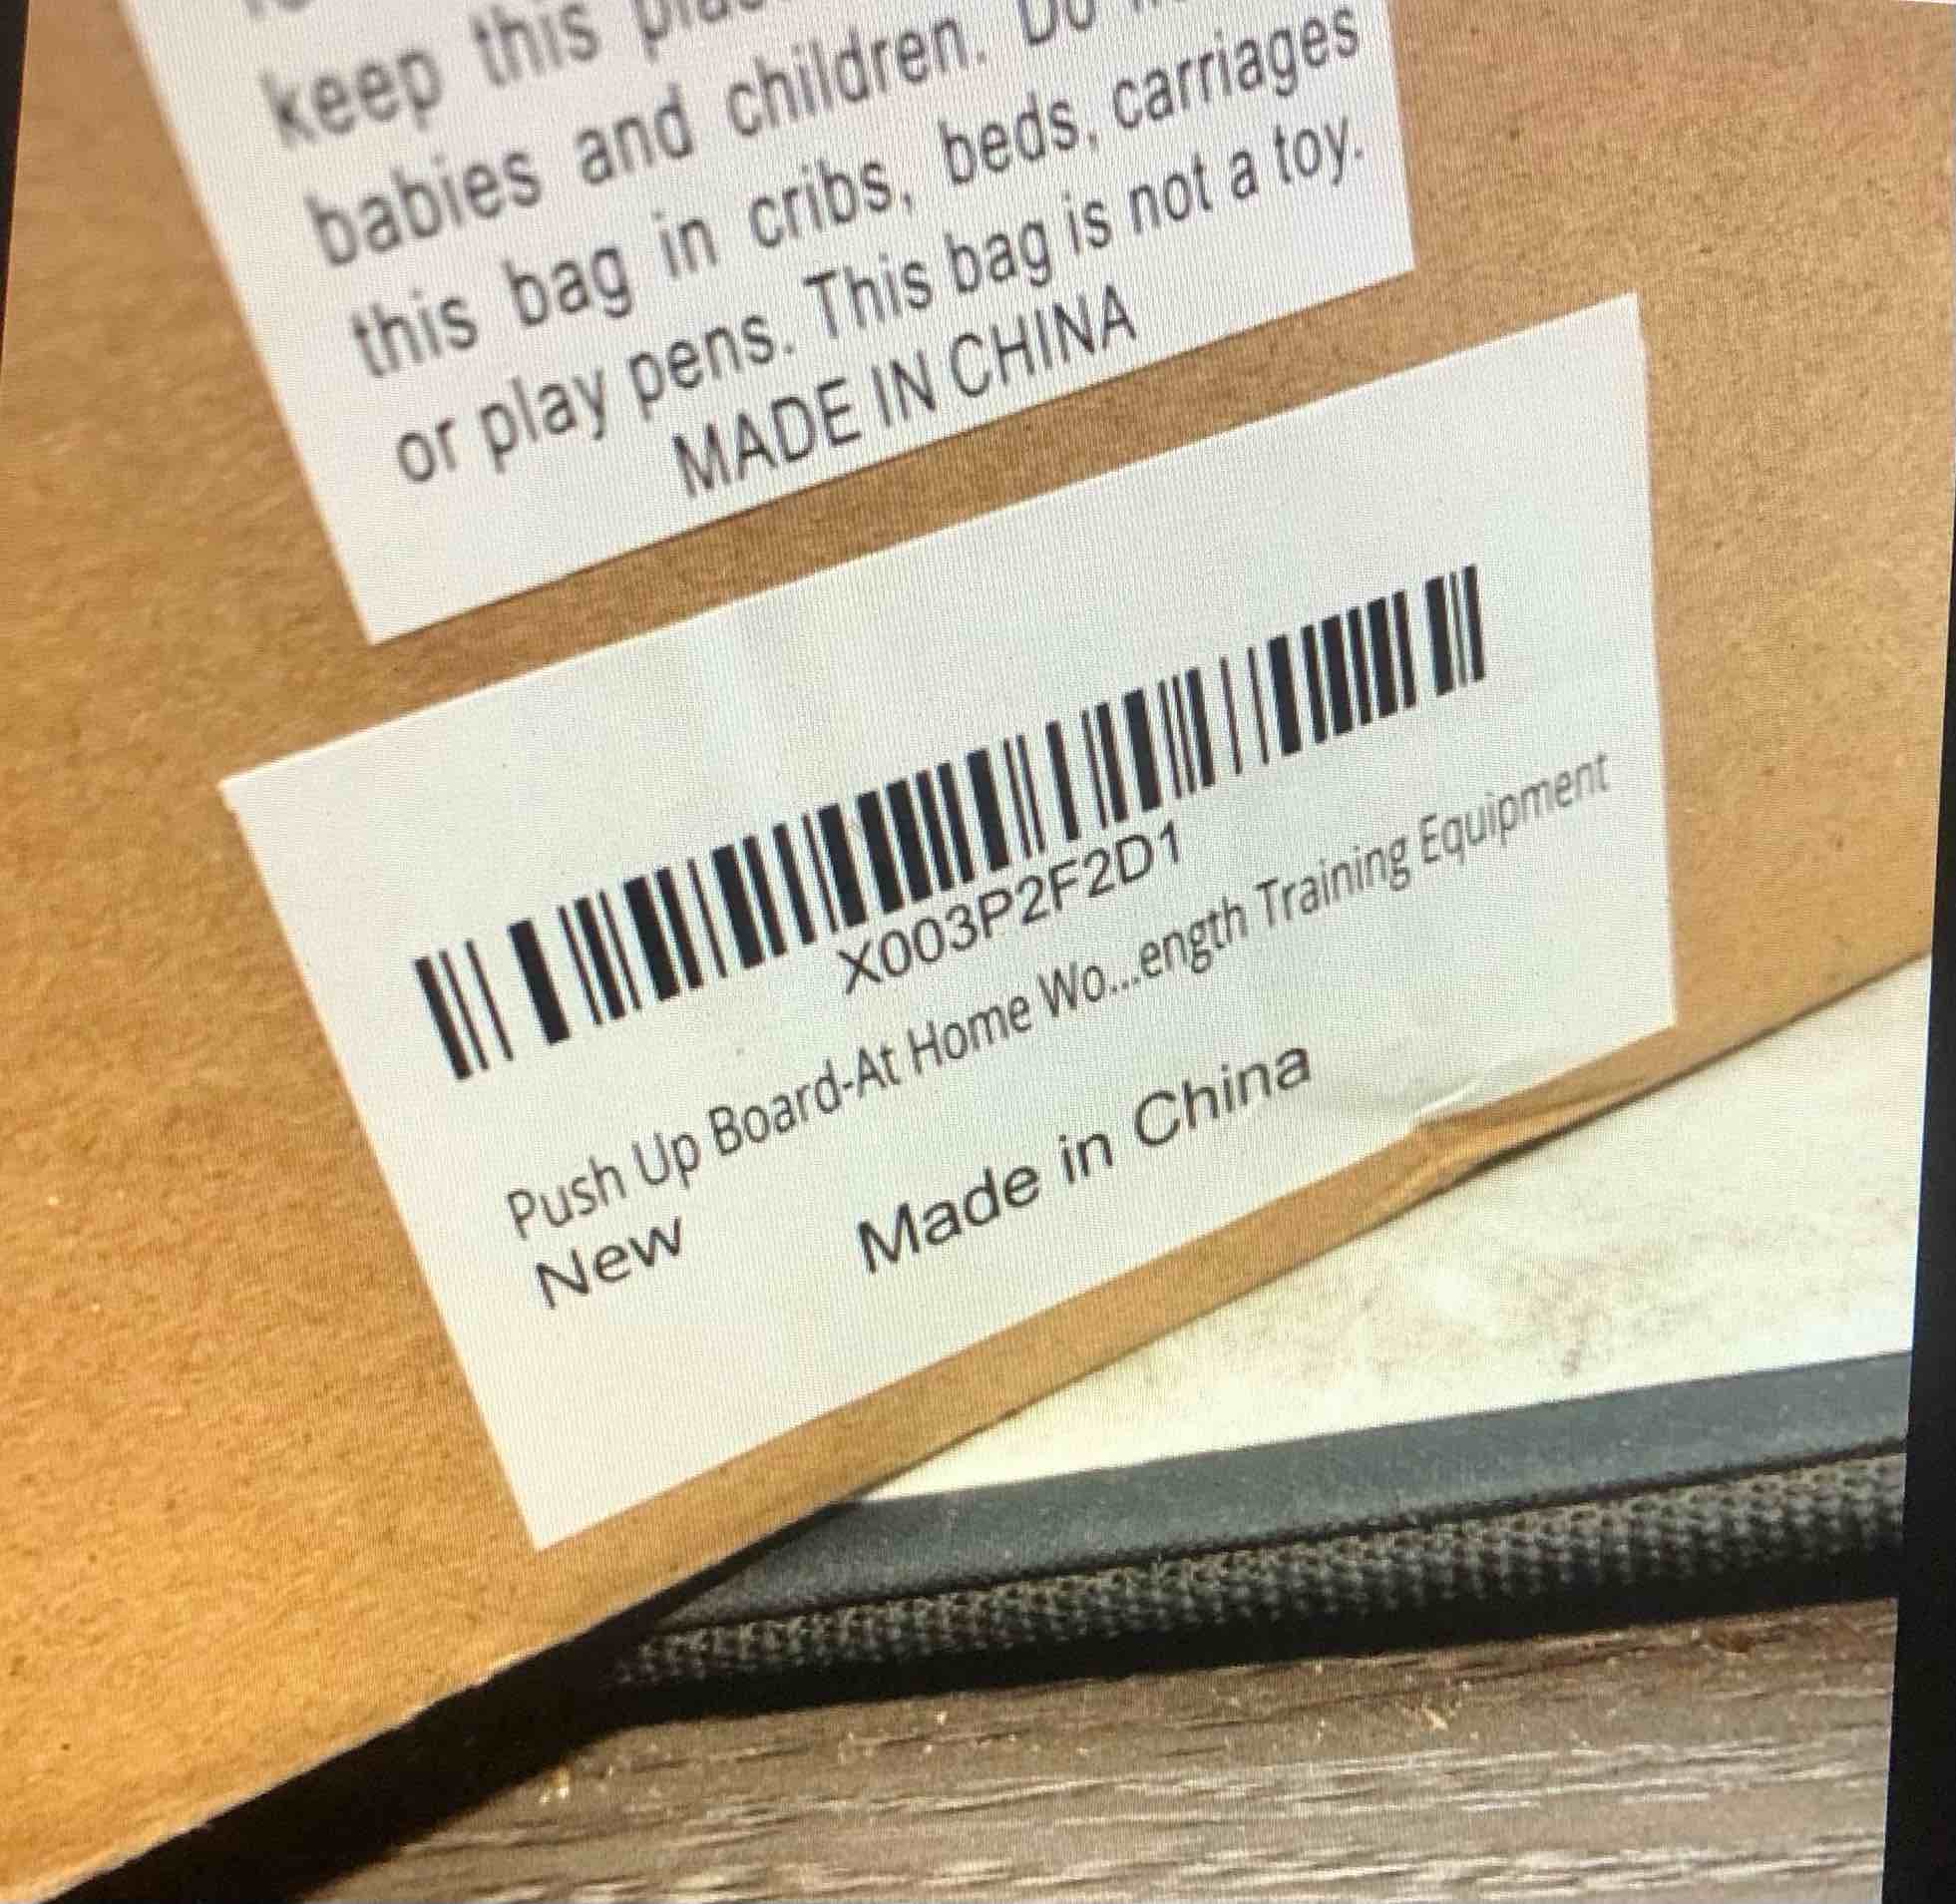 keep this
babies and children.
this bag in cribs, beds, carriages
or play pens. This bag is not a toy.
MADE IN CHINA
X003P2F2D1
Push Up Board-At Home Wo...ength Training Equipment
New
Made in China